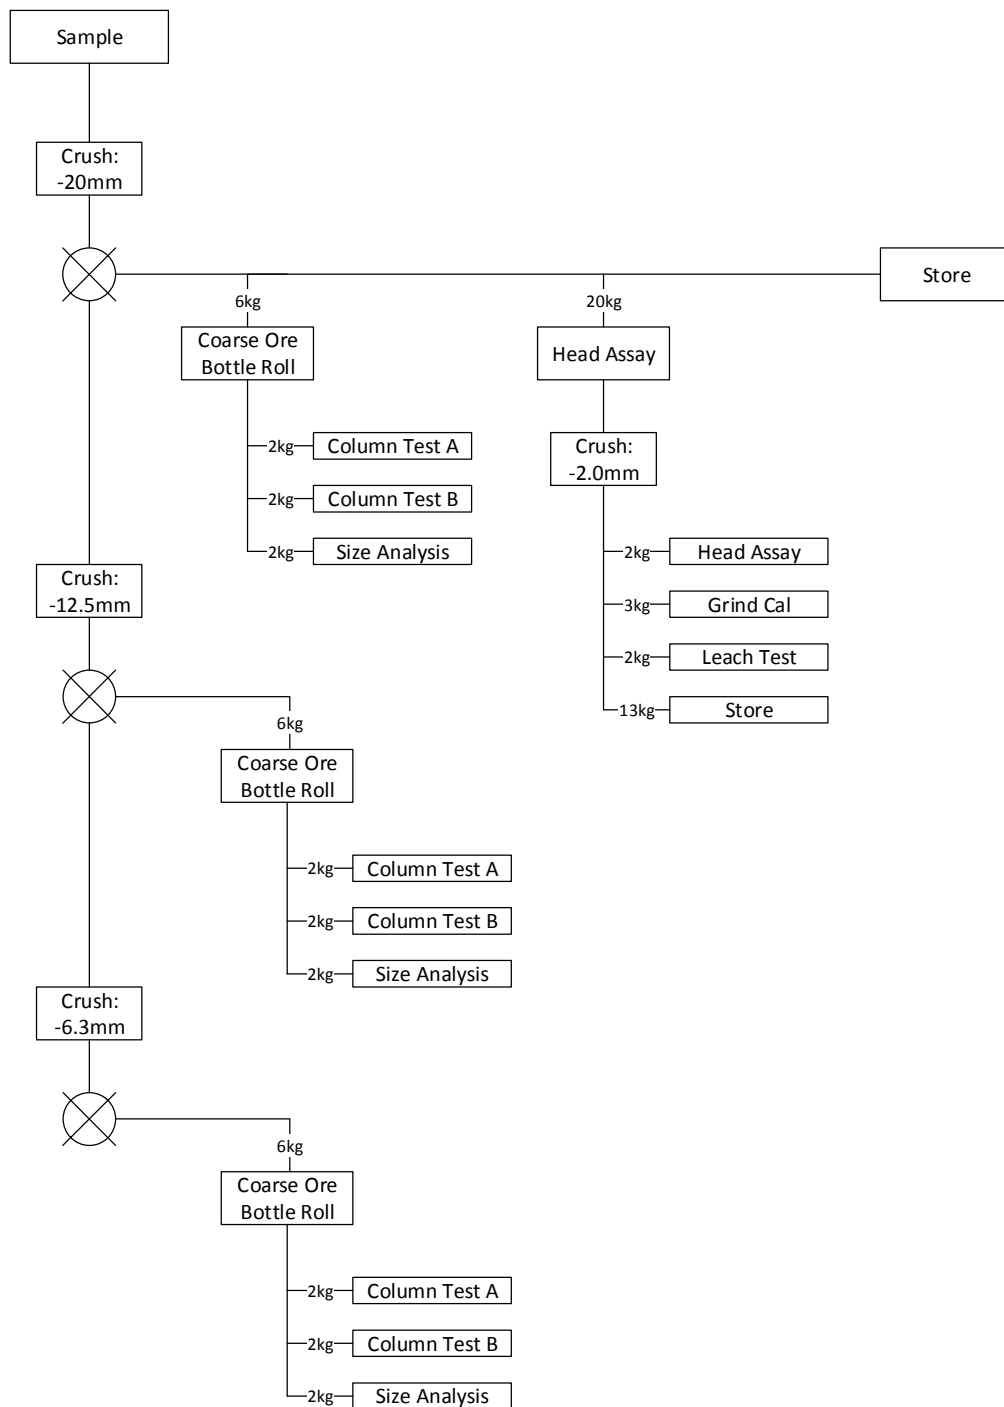 Sample
Crush:
-20mm
Store
6kg
20kg
Coarse Ore
Bottle Roll
Head Assay
2kg
Column Test A
2kg
Column Test B
2kg
Size Analysis
Crush:
-2.0mm
2kg
Head Assay
3kg
Grind Cal
2kg
Leach Test
13kg
Store
Crush:
-12.5mm
6kg
Coarse Ore
Bottle Roll
2kg
Column Test A
2kg
Column Test B
2kg
Size Analysis
Crush:
-6.3mm
6kg
Coarse Ore
Bottle Roll
2kg
Column Test A
2kg
Column Test B
2kg
Size Analysis